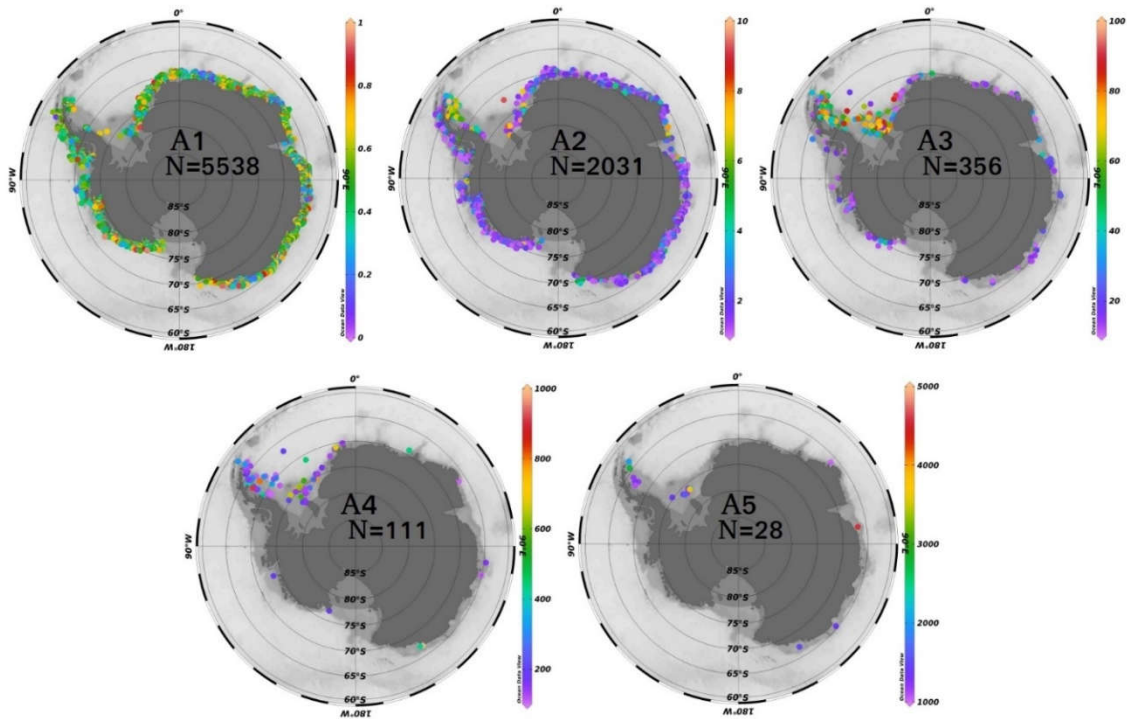 0°
90°W
A1
N=5538
90°E
85°S
80°S
75°S
70°S
65°S
60°S
180°W
1
0.8
0.6
0.4
0.2
0
Ocean Data View
0°
90°W
A2
N=2031
90°E
85°S
80°S
75°S
70°S
65°S
60°S
180°W
10
8
6
4
2
Ocean Data View
0°
90°W
A3
N=356
90°E
85°S
80°S
75°S
70°S
65°S
60°S
180°W
100
80
60
40
20
Ocean Data View
0°
90°W
A4
N=111
90°E
85°S
80°S
75°S
70°S
65°S
60°S
180°W
1000
800
600
400
200
Ocean Data View
0°
90°W
A5
N=28
90°E
85°S
80°S
75°S
70°S
65°S
60°S
180°W
5000
4000
3000
2000
1000
Ocean Data View